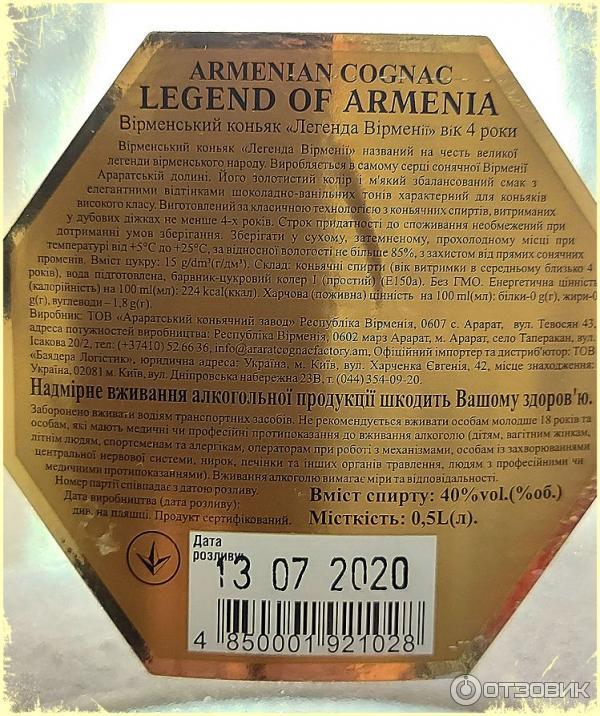 ARMENIAN COGNAC
LEGEND OF ARMENIA
Вірменський коньяк «Легенда Вірменії» вік 4 роки
Вірменський коньяк «Легенда Вірменії» названий на честь великої
легенди вірменського народу. Виробляється в самому серці сонячної Вірменії
Араратській долині. Його золотистий колір і м'який збалансований смак з
елегантними відтінками шоколадно-ванільних тонів характерний для коньяків
високого класу. Виготовлений за класичною технологією з коньячних спиртів, витриманих
у дубових діжках не менше 4-х років. Строк придатності до споживання необмежений при
дотриманні умов зберігання. Зберігати у сухому, затемненому, прохолодному місці при
температурі від +5°С до +25°С, за відносної вологості не більше 85%, з захистом від прямих сонячних
променів. Вміст цукру: 15 g/dm³(г/дм³). Склад: коньячні спирти (вік витримки в середньому близько 4
років), вода підготовлена, барвник-цукровий колер I (простий) (Е150а). Без ГМО. Енергетична цінність
(калорійність) на 100 ml(мл): 224 kcal(ккал). Харчова (поживна) цінність на 100 ml(мл): білки-0 g(г), жири-0
g(г), вуглеводи – 1,8 g(г).
Виробник: ТОВ «Араратський коньячний завод» Республіка Вірменія, 0607 с. Арарат, вул. Тевосян 43,
адреса потужностей виробництва: Республіка Вірменія, 0602 марз Арарат, м. Арарат, село Таперакан, вул.
Ісакова 20/2, тел: (+37410) 52 66 36, info@araratcognacfactory.am, Офіційний імпортер та дистриб'ютор: ТОВ
«Баядера Логістик», юридична адреса: Україна, м. Київ, вул. Харченка Євгенія, 42, місце знаходження:
Україна, 02081 м. Київ, вул. Дніпровська набережна 23В, т. (044)354-09-20.
Надмірне вживання алкогольної продукції шкодить Вашому здоров'ю.
Заборонено вживати водіям транспортних засобів. Не рекомендується вживати особам молодше 18 років та
особам, які мають медичні чи професійні протипоказання до вживання алкоголю (дітям, вагітним жінкам,
літнім людям, спортсменам та алергікам, операторам при роботі з механізмами, особам із захворюваннями
центральної нервової системи, нирок, печінки та інших органів травлення, людям з професійними чи
медичними протипоказаннями). Вживання алкоголю вимагає міри та відповідальності.
Номер партії співпадає з датою розливу.
Дата виробництва (дата розливу):
див. на пляшці. Продукт сертифікований.
Вміст спирту: 40%vol.(%об.)
Місткість: 0,5L(л).
Дата
розливу:
13 07 2020
4 850001 921028
ОТЗОВИК